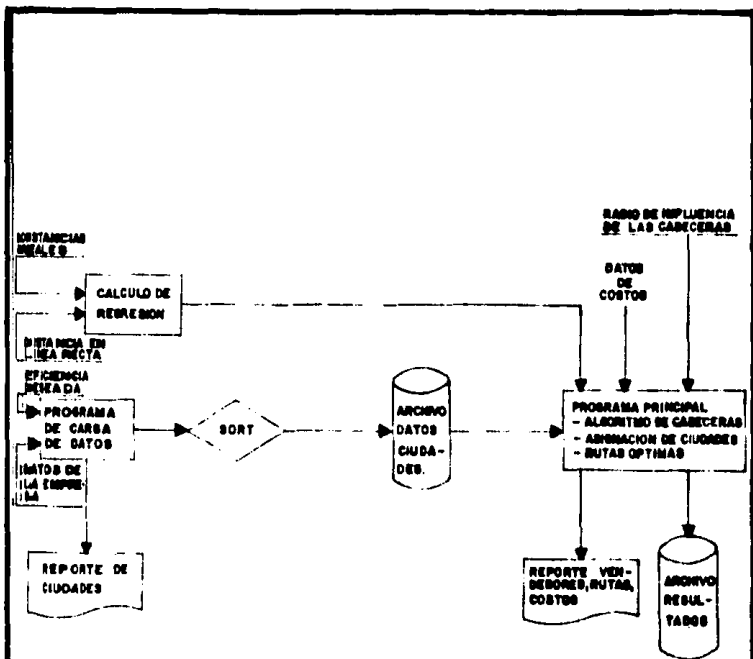 RADIO DE INFLUENCIA
DE LAS CABECERAS
DISTANCIAS
REALES
DATOS
DE
COSTOS
CALCULO DE
REGRESION
DISTANCIA EN
LINEA RECTA
EFICIENCIA
DESEADA
PROGRAMA
DE CARGA
DE DATOS
SORT
ARCHIVO
DATOS
CIUDA-
DES.
PROGRAMA PRINCIPAL
- ALGORITMO DE CABECERAS
- ASIGNACION DE CIUDADES
- RUTAS OPTIMAS
DATOS DE
LA EMPRE-
SA
REPORTE DE
CIUDADES
REPORTE VEN-
DEDORES, RUTAS,
COSTOS
ARCHIVO
RESUL-
TADOS